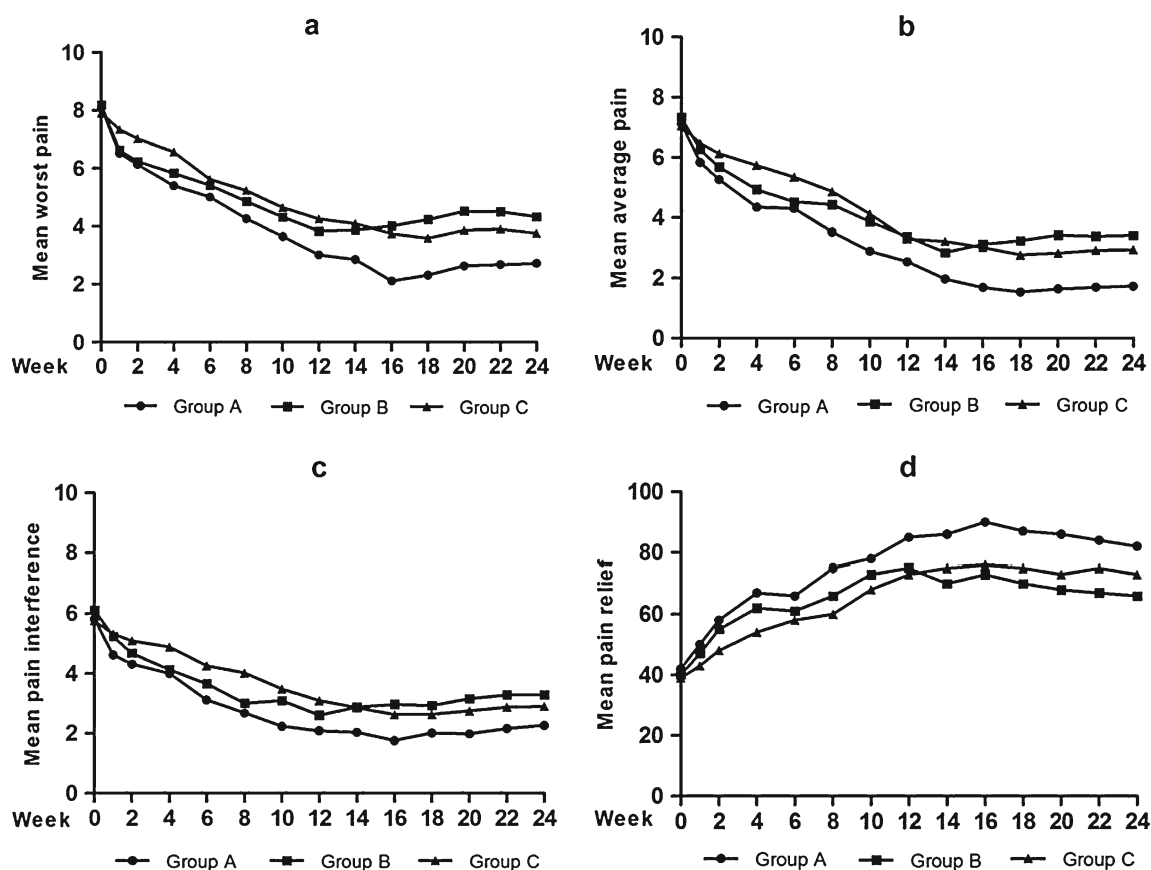 a
Mean worst pain
10
8
6
4
2
0
Week 0 2 4 6 8 10 12 14 16 18 20 22 24
Group A Group B Group C
b
Mean average pain
10
8
6
4
2
0
Week 0 2 4 6 8 10 12 14 16 18 20 22 24
Group A Group B Group C
c
Mean pain interference
10
8
6
4
2
0
Week 0 2 4 6 8 10 12 14 16 18 20 22 24
Group A Group B Group C
d
Mean pain relief
100
80
60
40
20
0
Week 0 2 4 6 8 10 12 14 16 18 20 22 24
Group A Group B Group C